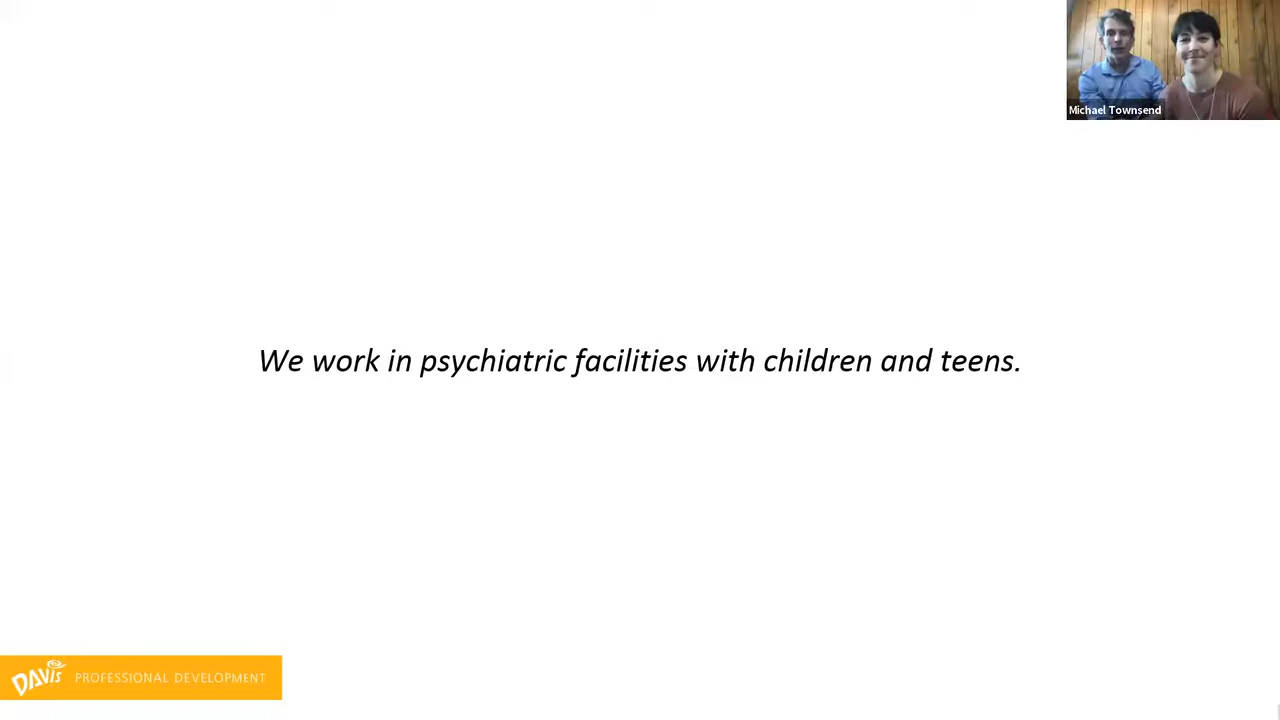 Michael Townsend
We work in psychiatric facilities with children and teens.
DAVIS PROFESSIONAL DEVELOPMENT